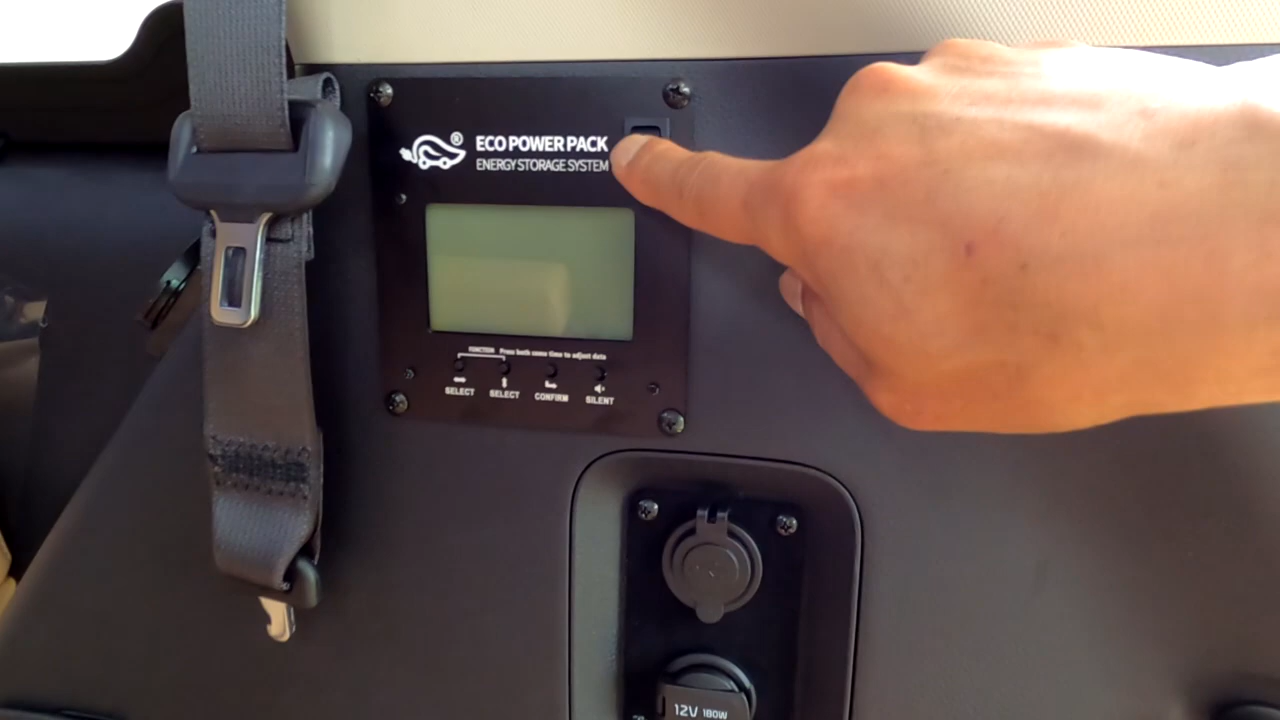 ®
ECO POWER PACK
ENERGY STORAGE SYSTEM
FUNCTION Press both same time to adjust data
SELECT SELECT CONFIRM SILENT
12V 180W